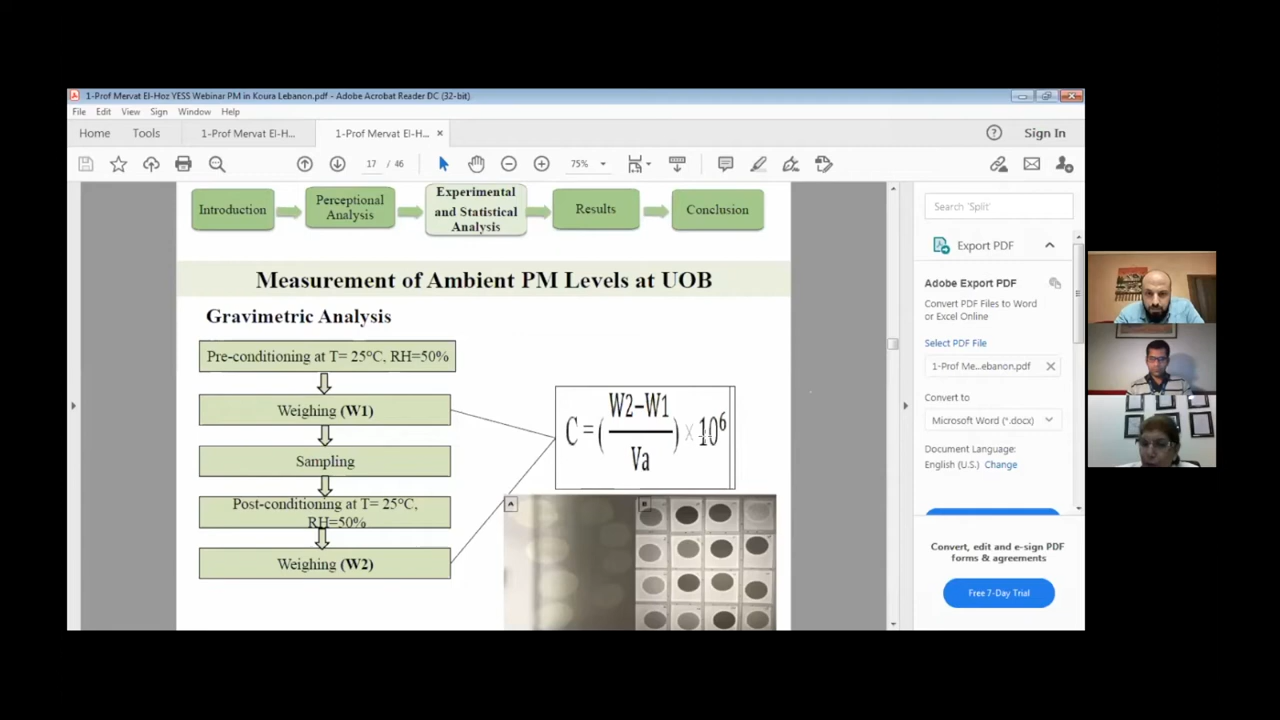 1-Prof Mervat El-Hoz YESS Webinar PM in Koura Lebanon.pdf - Adobe Acrobat Reader DC (32-bit)
File Edit View Sign Window Help
Home Tools 1-Prof Mervat El-H... 1-Prof Mervat El-H... × Sign In
17 / 46 75%
Introduction
Perceptional
Analysis
Experimental
and Statistical
Analysis
Results
Conclusion
Measurement of Ambient PM Levels at UOB
Gravimetric Analysis
Pre-conditioning at T= 25°C, RH=50%
Weighing (W1)
Sampling
Post-conditioning at T= 25°C,
RH=50%
Weighing (W2)
C = (W2–W1 / Va) × 10⁶
A B
Search 'Split'
Export PDF
Adobe Export PDF
Convert PDF Files to Word
or Excel Online
Select PDF File
1-Prof Me...ebanon.pdf
Convert to
Microsoft Word (*.docx)
Document Language:
English (U.S.) Change
Convert, edit and e-sign PDF
forms & agreements
Free 7-Day Trial